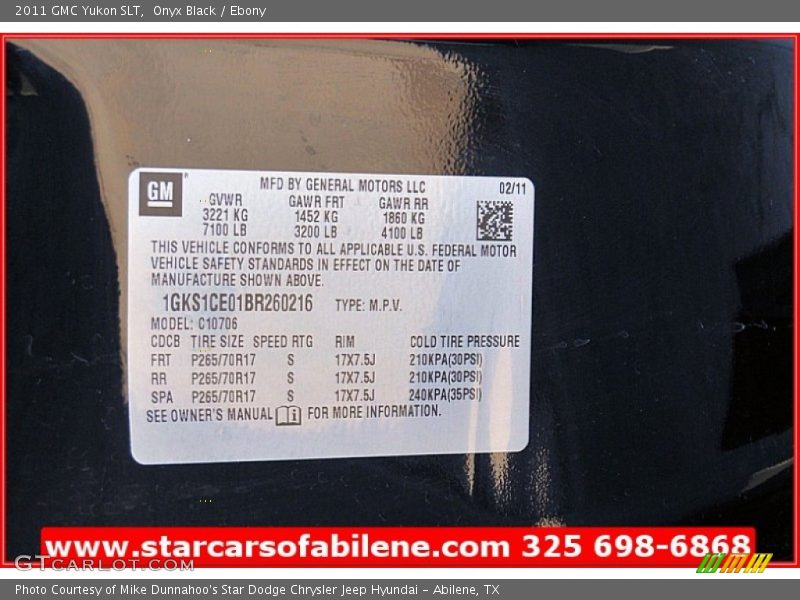 2011 GMC Yukon SLT, Onyx Black / Ebony
GM
MFD BY GENERAL MOTORS LLC 02/11
GVWR GAWR FRT GAWR RR
3221 KG 1452 KG 1860 KG
7100 LB 3200 LB 4100 LB
THIS VEHICLE CONFORMS TO ALL APPLICABLE U.S. FEDERAL MOTOR
VEHICLE SAFETY STANDARDS IN EFFECT ON THE DATE OF
MANUFACTURE SHOWN ABOVE.
1GKS1CE01BR260216 TYPE: M.P.V.
MODEL: C10706
CDCB TIRE SIZE SPEED RTG RIM COLD TIRE PRESSURE
FRT P265/70R17 S 17X7.5J 210KPA(30PSI)
RR P265/70R17 S 17X7.5J 210KPA(30PSI)
SPA P265/70R17 S 17X7.5J 240KPA(35PSI)
SEE OWNER'S MANUAL FOR MORE INFORMATION.
www.starcarsofabilene.com 325 698-6868
GTCarLot.com
Photo Courtesy of Mike Dunnahoo's Star Dodge Chrysler Jeep Hyundai - Abilene, TX